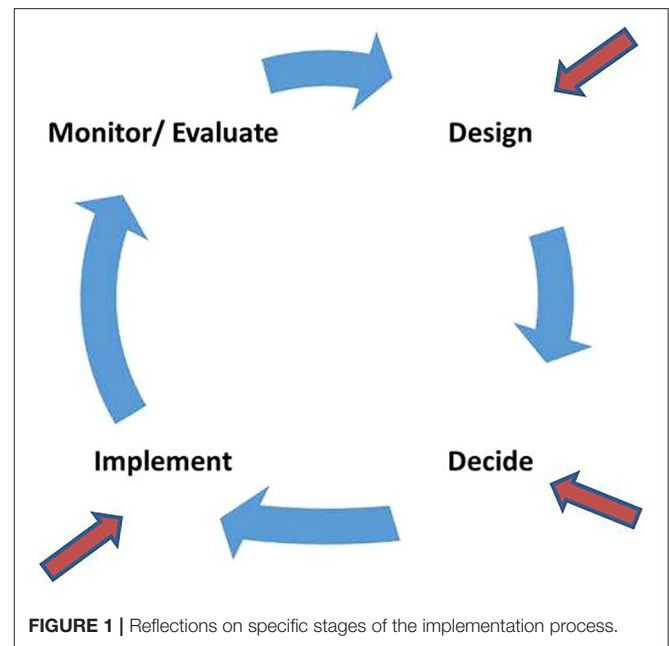 Monitor/ Evaluate
Design
Implement
Decide
FIGURE 1 | Reflections on specific stages of the implementation process.